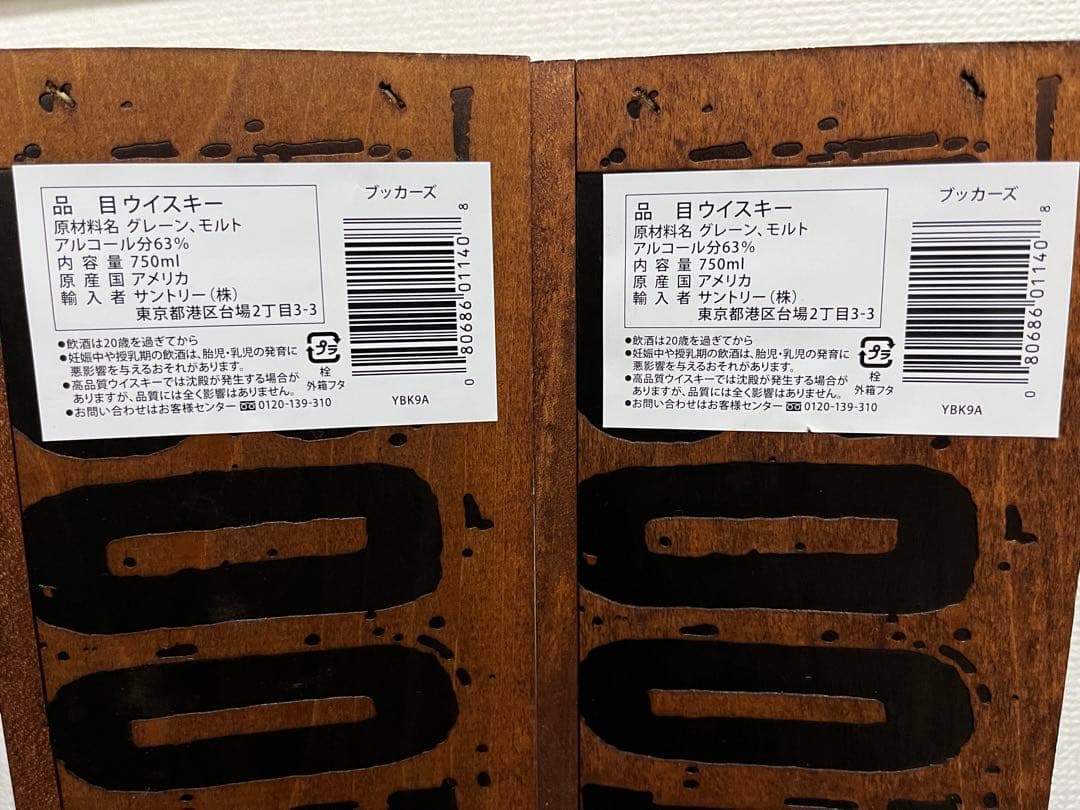 品 目 ウイスキー
原材料名 グレーン、モルト
アルコール分63%
内容量 750ml
原産国 アメリカ
輸入者 サントリー(株)
東京都港区台場2丁目3-3
●飲酒は20歳を過ぎてから
●妊娠中や授乳期の飲酒は、胎児・乳児の発育に
悪影響を与えるおそれがあります。
●高品質ウイスキーでは沈殿が発生する場合が
ありますが、品質には全く影響はありません。
●お問い合わせはお客様センター 0120-139-310
プラ
栓
外箱フタ
ブッカーズ
0 80686 01140 8
YBK9A
品 目 ウイスキー
原材料名 グレーン、モルト
アルコール分63%
内容量 750ml
原産国 アメリカ
輸入者 サントリー(株)
東京都港区台場2丁目3-3
●飲酒は20歳を過ぎてから
●妊娠中や授乳期の飲酒は、胎児・乳児の発育に
悪影響を与えるおそれがあります。
●高品質ウイスキーでは沈殿が発生する場合が
ありますが、品質には全く影響はありません。
●お問い合わせはお客様センター 0120-139-310
プラ
栓
外箱フタ
ブッカーズ
0 80686 01140 8
YBK9A